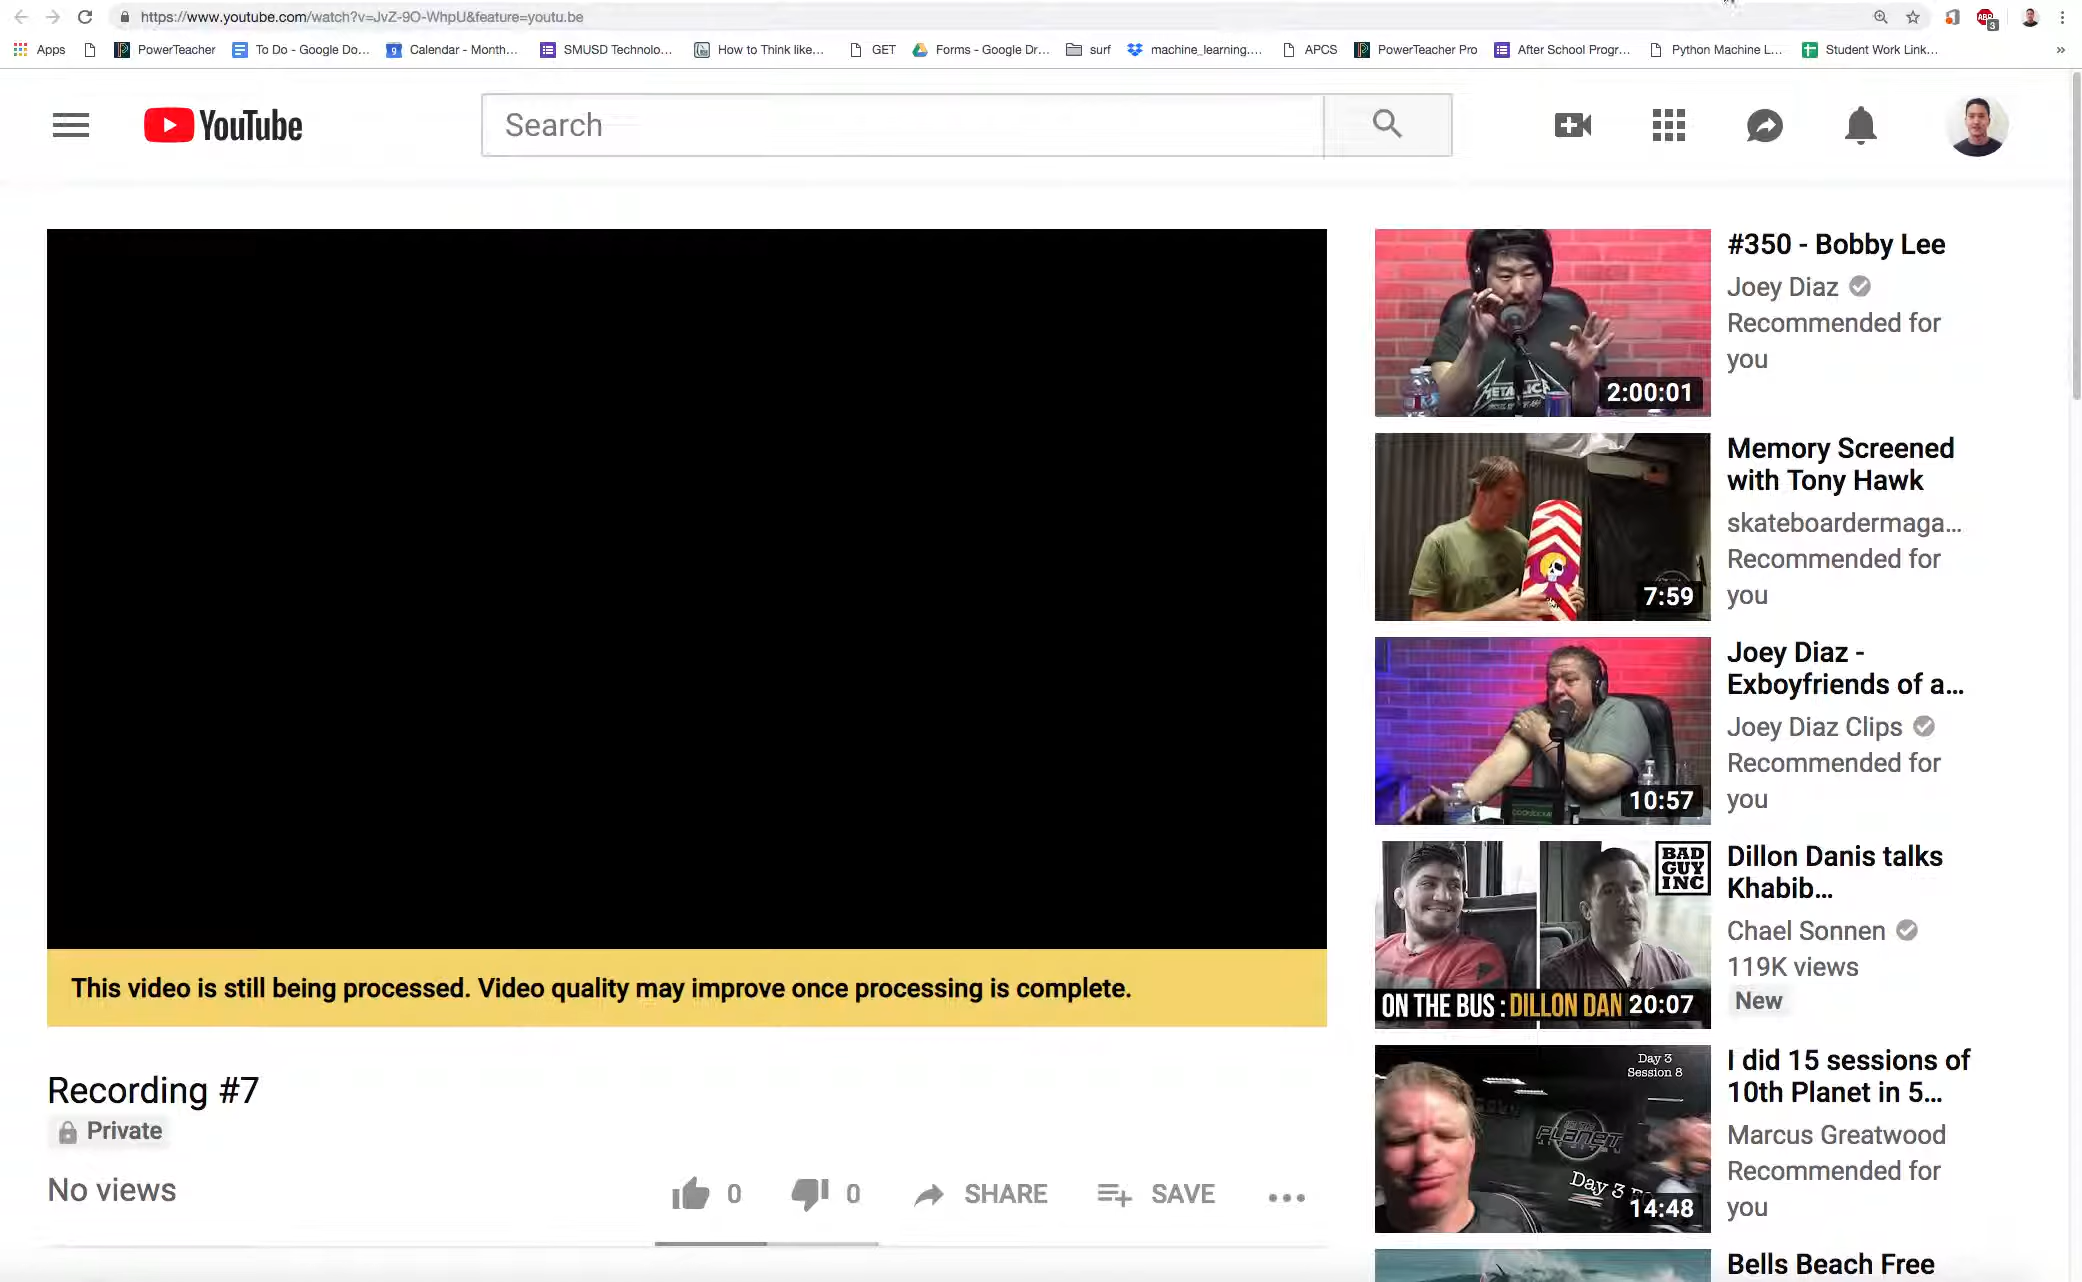 https://www.youtube.com/watch?v=JvZ-9O-WhpU&feature=youtu.be
ABP
3
Apps
PowerTeacher
To Do - Google Do...
9
Calendar - Month...
SMUSD Technolo...
How to Think like...
GET
Forms - Google Dr...
surf
machine_learning....
APCS
PowerTeacher Pro
After School Progr...
Python Machine L...
Student Work Link...
»
YouTube
Search
#350 - Bobby Lee
Joey Diaz
Recommended for
you
METALLICA
2:00:01
Memory Screened
with Tony Hawk
skateboardermaga...
Recommended for
you
7:59
Joey Diaz -
Exboyfriends of a...
Joey Diaz Clips
Recommended for
you
10:57
BAD
GUY
INC
ON THE BUS : DILLON DAN
20:07
Dillon Danis talks
Khabib...
Chael Sonnen
119K views
New
Day 3
Session 8
PLANET
Day 3
14:48
I did 15 sessions of
10th Planet in 5...
Marcus Greatwood
Recommended for
you
Bells Beach Free
This video is still being processed. Video quality may improve once processing is complete.
Recording #7
Private
No views
0
0
SHARE
SAVE